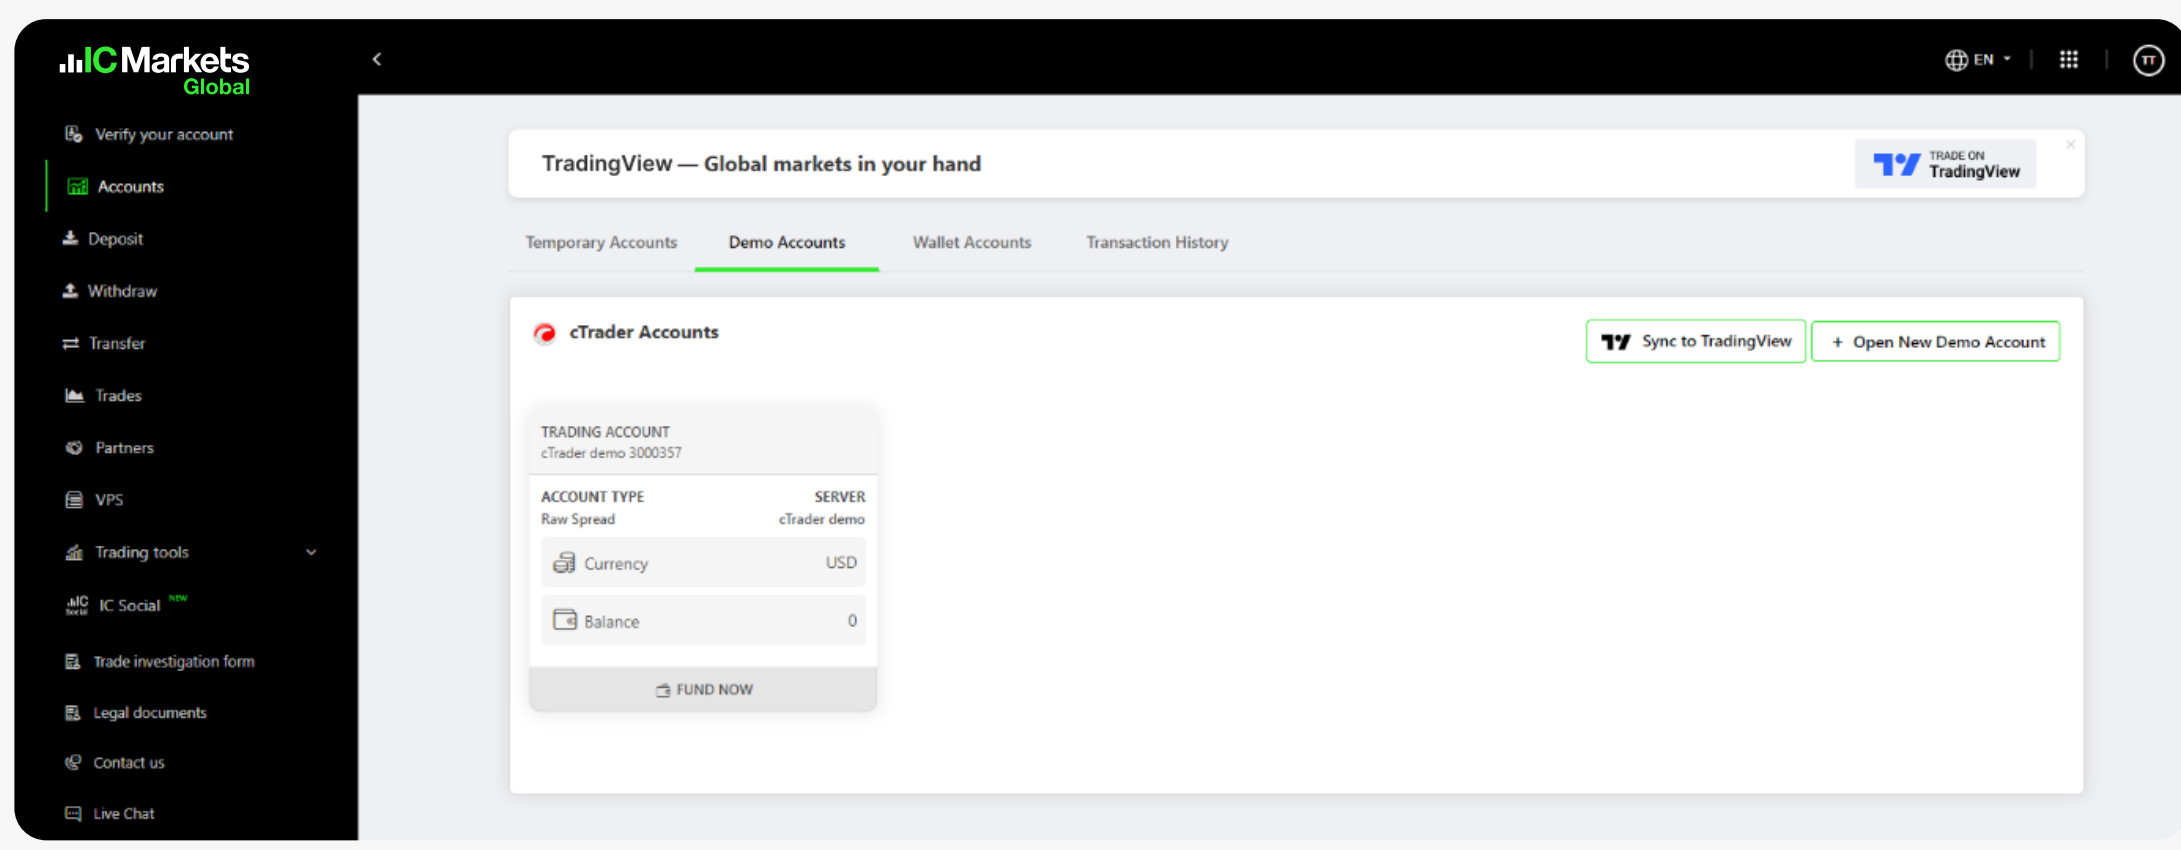 IC Markets
Global
EN
TT
Verify your account
Accounts
Deposit
Withdraw
Transfer
Trades
Partners
VPS
Trading tools
IC Social
IC Social NEW
Trade investigation form
Legal documents
Contact us
Live Chat
TradingView — Global markets in your hand
TRADE ON
TradingView
Temporary Accounts
Demo Accounts
Wallet Accounts
Transaction History
cTrader Accounts
Sync to TradingView
+ Open New Demo Account
TRADING ACCOUNT
cTrader demo 3000357
ACCOUNT TYPE SERVER
Raw Spread cTrader demo
Currency USD
Balance 0
FUND NOW